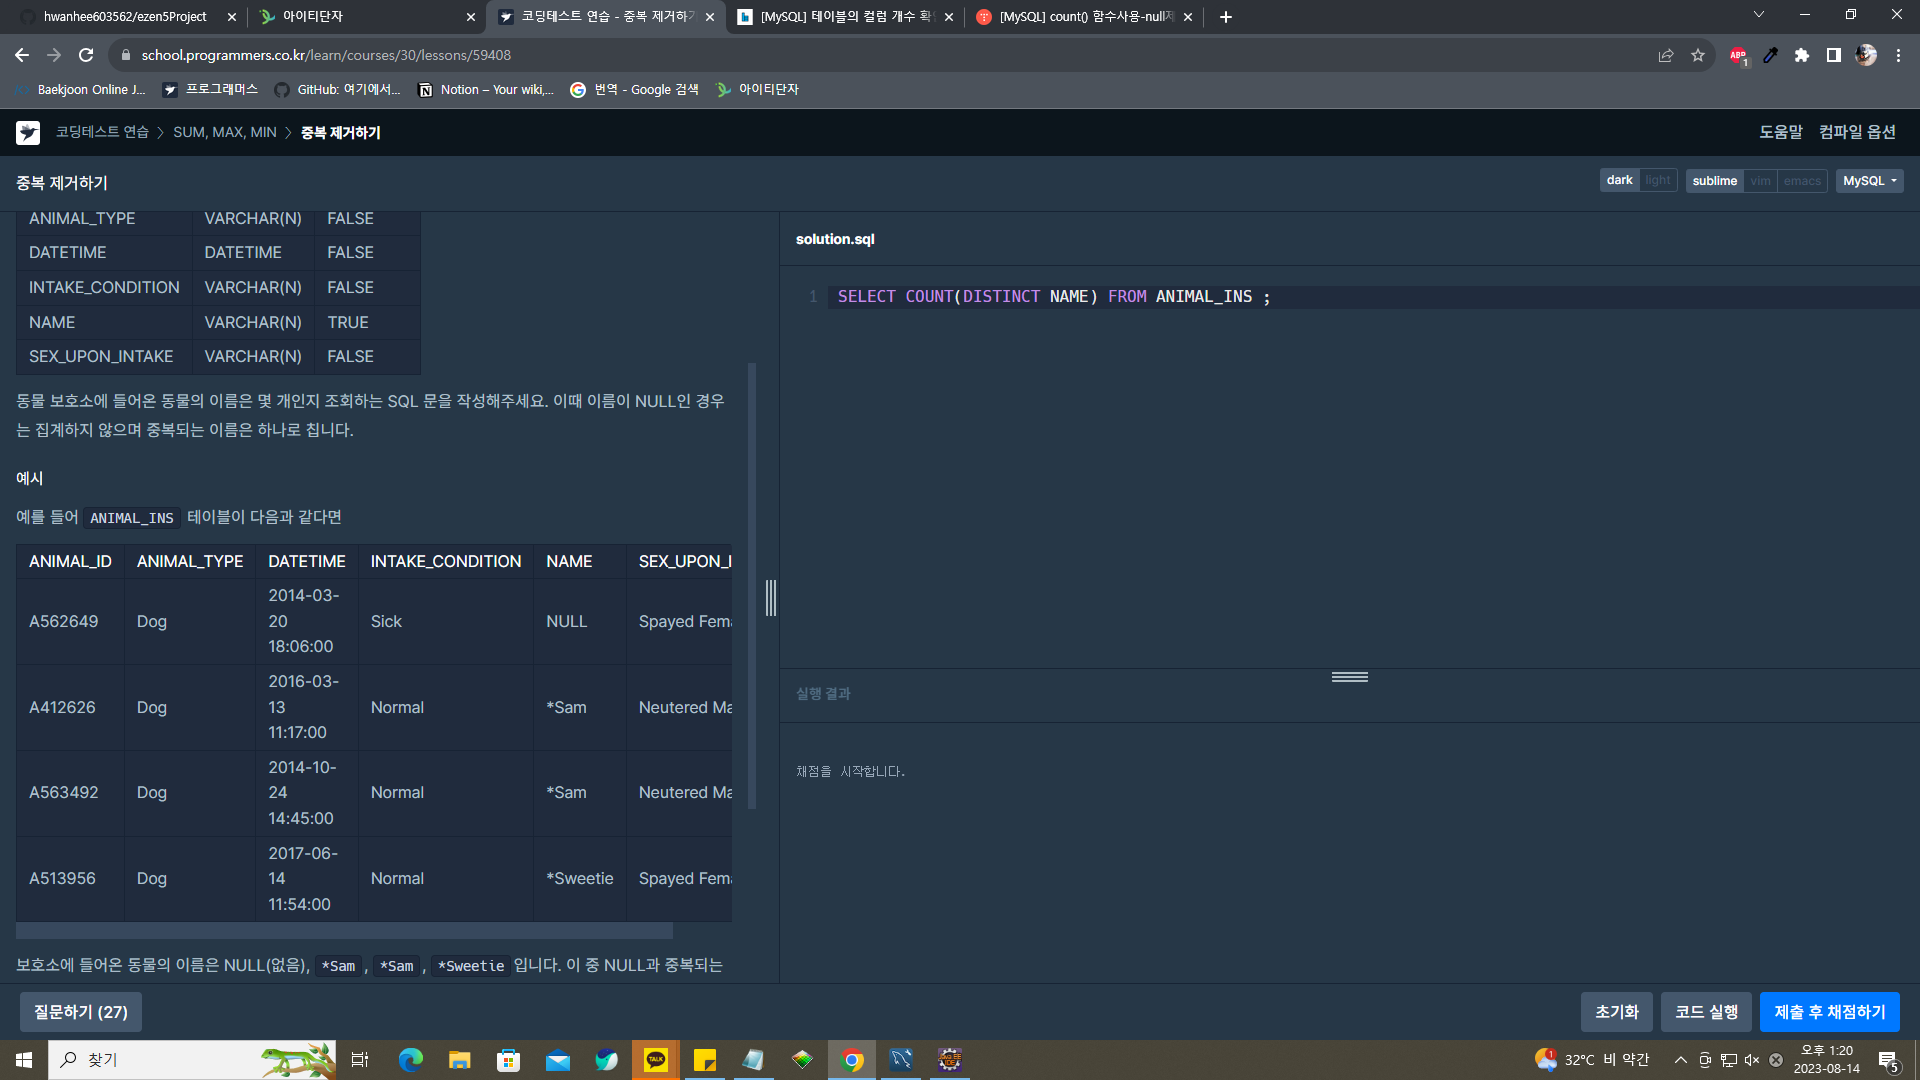 hwanhee603562/ezen5Project
아이티단자
코딩테스트 연습 - 중복 제거하기
[MySQL] 테이블의 컬럼 개수 확
[MySQL] count() 함수사용-null제
school.programmers.co.kr/learn/courses/30/lessons/59408
ABP
1
Baekjoon Online J...
프로그래머스
GitHub: 여기에서...
Notion – Your wiki,...
번역 - Google 검색
아이티단자
코딩테스트 연습
SUM, MAX, MIN
중복 제거하기
도움말
컴파일 옵션
중복 제거하기
dark
light
sublime
vim
emacs
MySQL
ANIMAL_TYPE VARCHAR(N) FALSE
DATETIME DATETIME FALSE
INTAKE_CONDITION VARCHAR(N) FALSE
NAME VARCHAR(N) TRUE
SEX_UPON_INTAKE VARCHAR(N) FALSE
동물 보호소에 들어온 동물의 이름은 몇 개인지 조회하는 SQL 문을 작성해주세요. 이때 이름이 NULL인 경우
는 집계하지 않으며 중복되는 이름은 하나로 칩니다.
예시
예를 들어 ANIMAL_INS 테이블이 다음과 같다면
ANIMAL_ID ANIMAL_TYPE DATETIME INTAKE_CONDITION NAME SEX_UPON_I
2014-03-
20
18:06:00
A562649 Dog Sick NULL Spayed Fema
2016-03-
13
11:17:00
A412626 Dog Normal *Sam Neutered Ma
2014-10-
24
14:45:00
A563492 Dog Normal *Sam Neutered Ma
2017-06-
14
11:54:00
A513956 Dog Normal *Sweetie Spayed Fema
보호소에 들어온 동물의 이름은 NULL(없음), *Sam , *Sam , *Sweetie 입니다. 이 중 NULL과 중복되는
solution.sql
1 SELECT COUNT(DISTINCT NAME) FROM ANIMAL_INS ;
실행 결과
채점을 시작합니다.
질문하기 (27)
초기화
코드 실행
제출 후 채점하기
찾기
TALK
1
32°C 비 약간
오후 1:20
2023-08-14
5